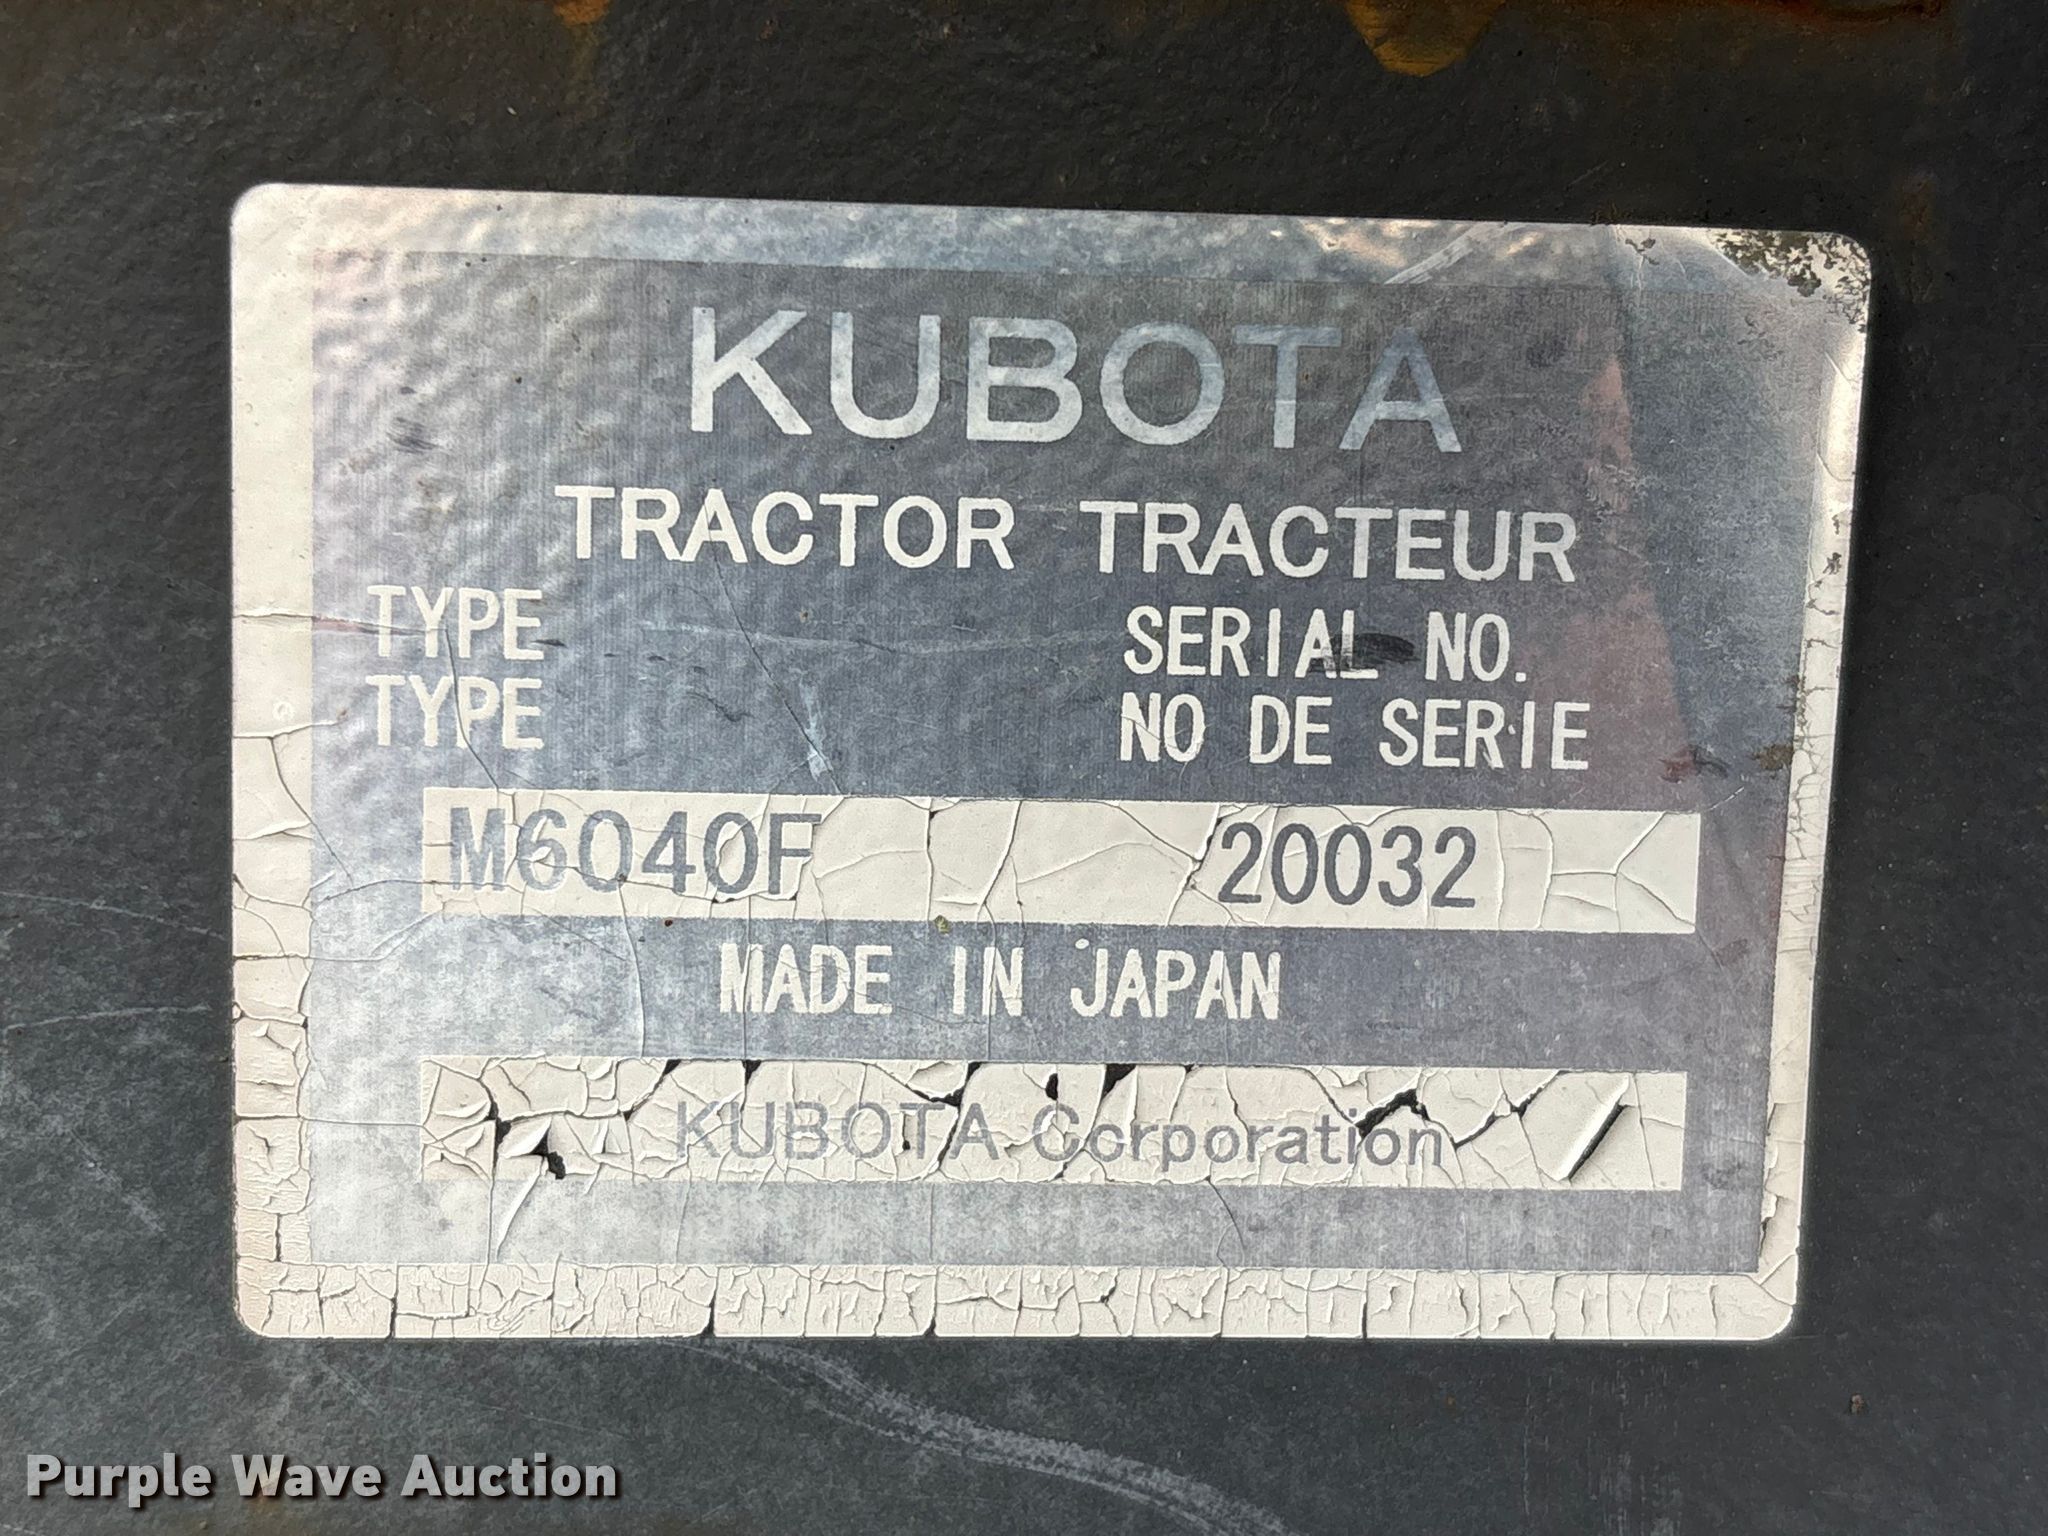 KUBOTA
TRACTOR TRACTEUR
TYPE SERIAL NO.
TYPE NO DE SERIE
M6040F 20032
MADE IN JAPAN
KUBOTA Corporation
Purple Wave Auction